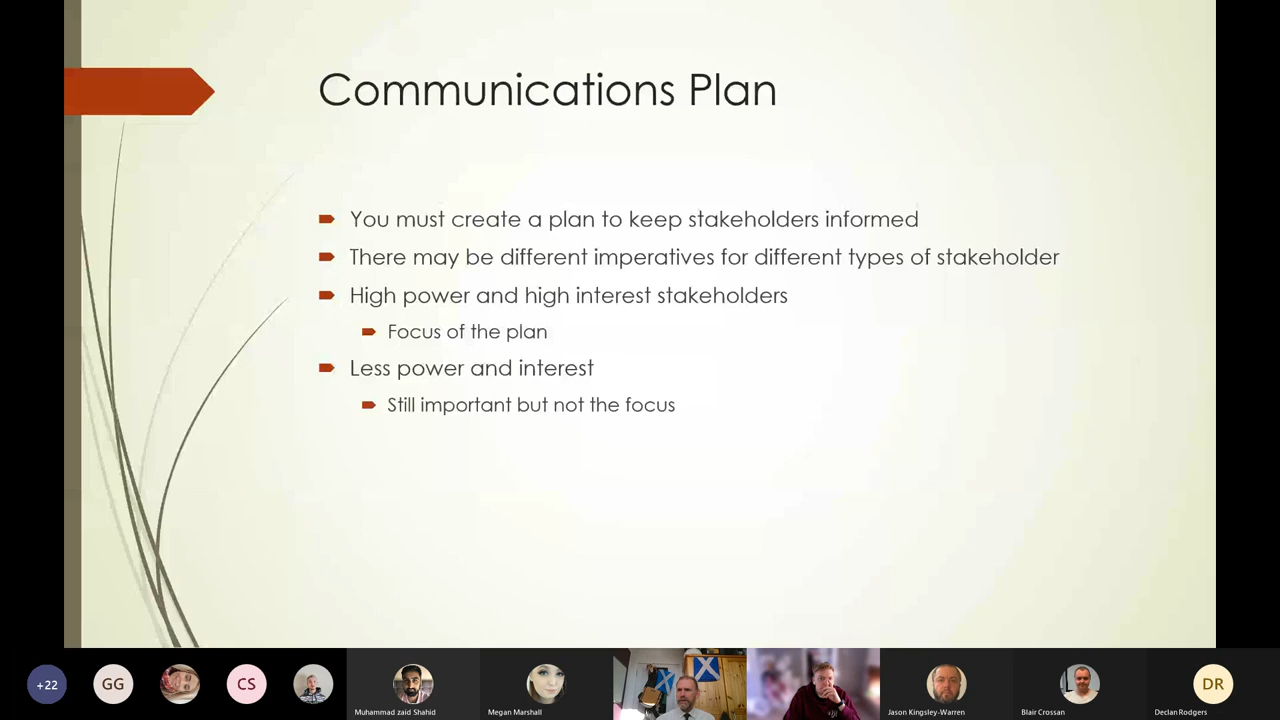 Communications Plan
You must create a plan to keep stakeholders informed
There may be different imperatives for different types of stakeholder
High power and high interest stakeholders
Focus of the plan
Less power and interest
Still important but not the focus
+22
GG
CS
Muhammad zaid Shahid
Megan Marshall
Jason Kingsley-Warren
Blair Crossan
DR
Declan Rodgers